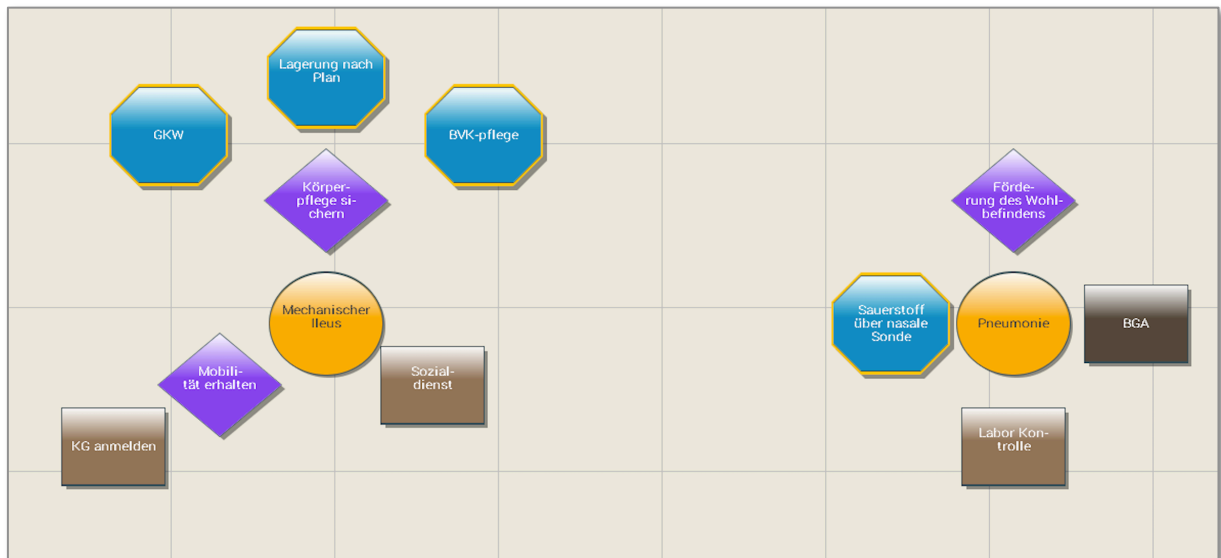 Lagerung nach
Plan
GKW
BVK-pflege
Körper-
pflege si-
chern
Mechanischer
Ileus
Mobili-
tät erhalten
Sozial-
dienst
KG anmelden
Förde-
rung des Wohl-
befindens
Sauerstoff
über nasale
Sonde
Pneumonie
BGA
Labor Kon-
trolle